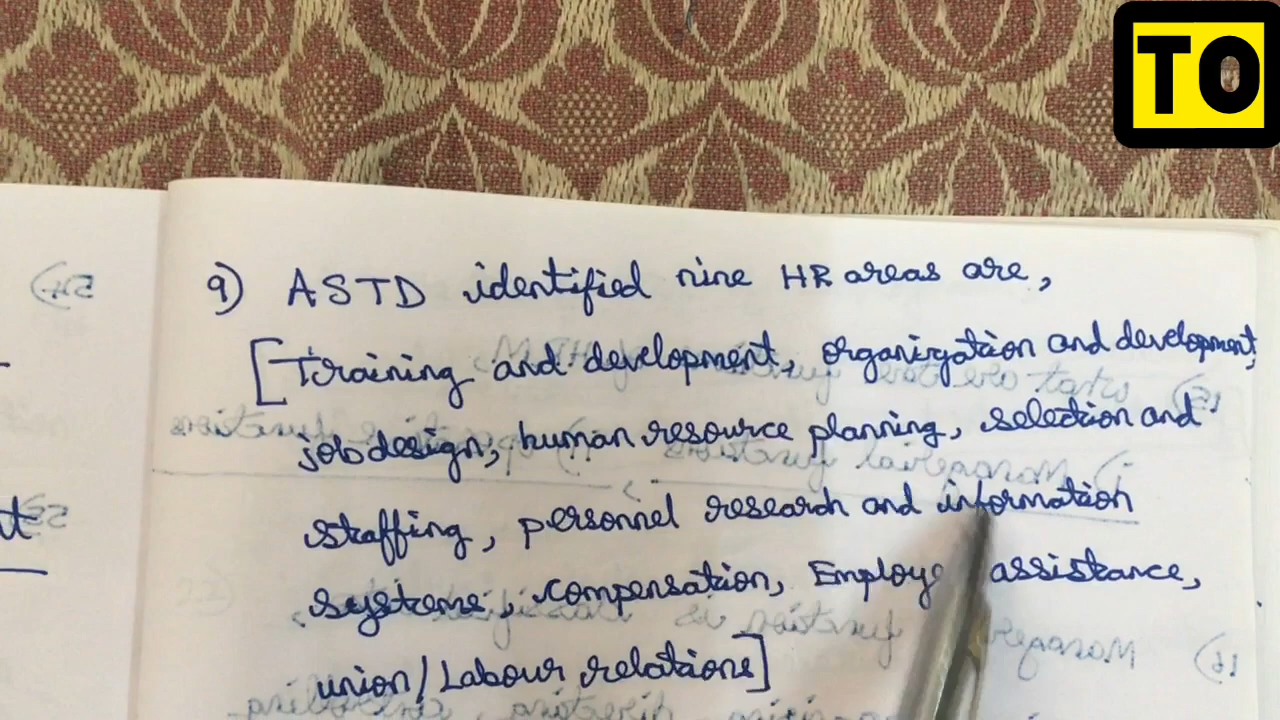 TO
9) ASTD identified nine HR areas are,
[Training and development, organization and development,
job design, human resource planning, selection and
staffing, personnel research and information
systems, compensation, Employe assistance,
union/Labour relations]